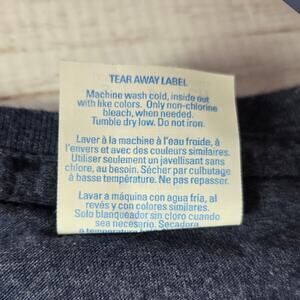 TEAR AWAY LABEL
Machine wash cold, inside out
with like colors. Only non-chlorine
bleach, when needed.
Tumble dry low. Do not iron.
Laver à la machine à l'eau froide, à
l'envers et avec des couleurs similaires.
Utiliser seulement un javellisant sans
chlore, au besoin. Sécher par culbutage
à basse température. Ne pas repasser.
Lavar a máquina con agua fría, al
revés y con colores similares.
Solo blanqueador sin cloro cuando
sea necesario. Secadora
a temperatura